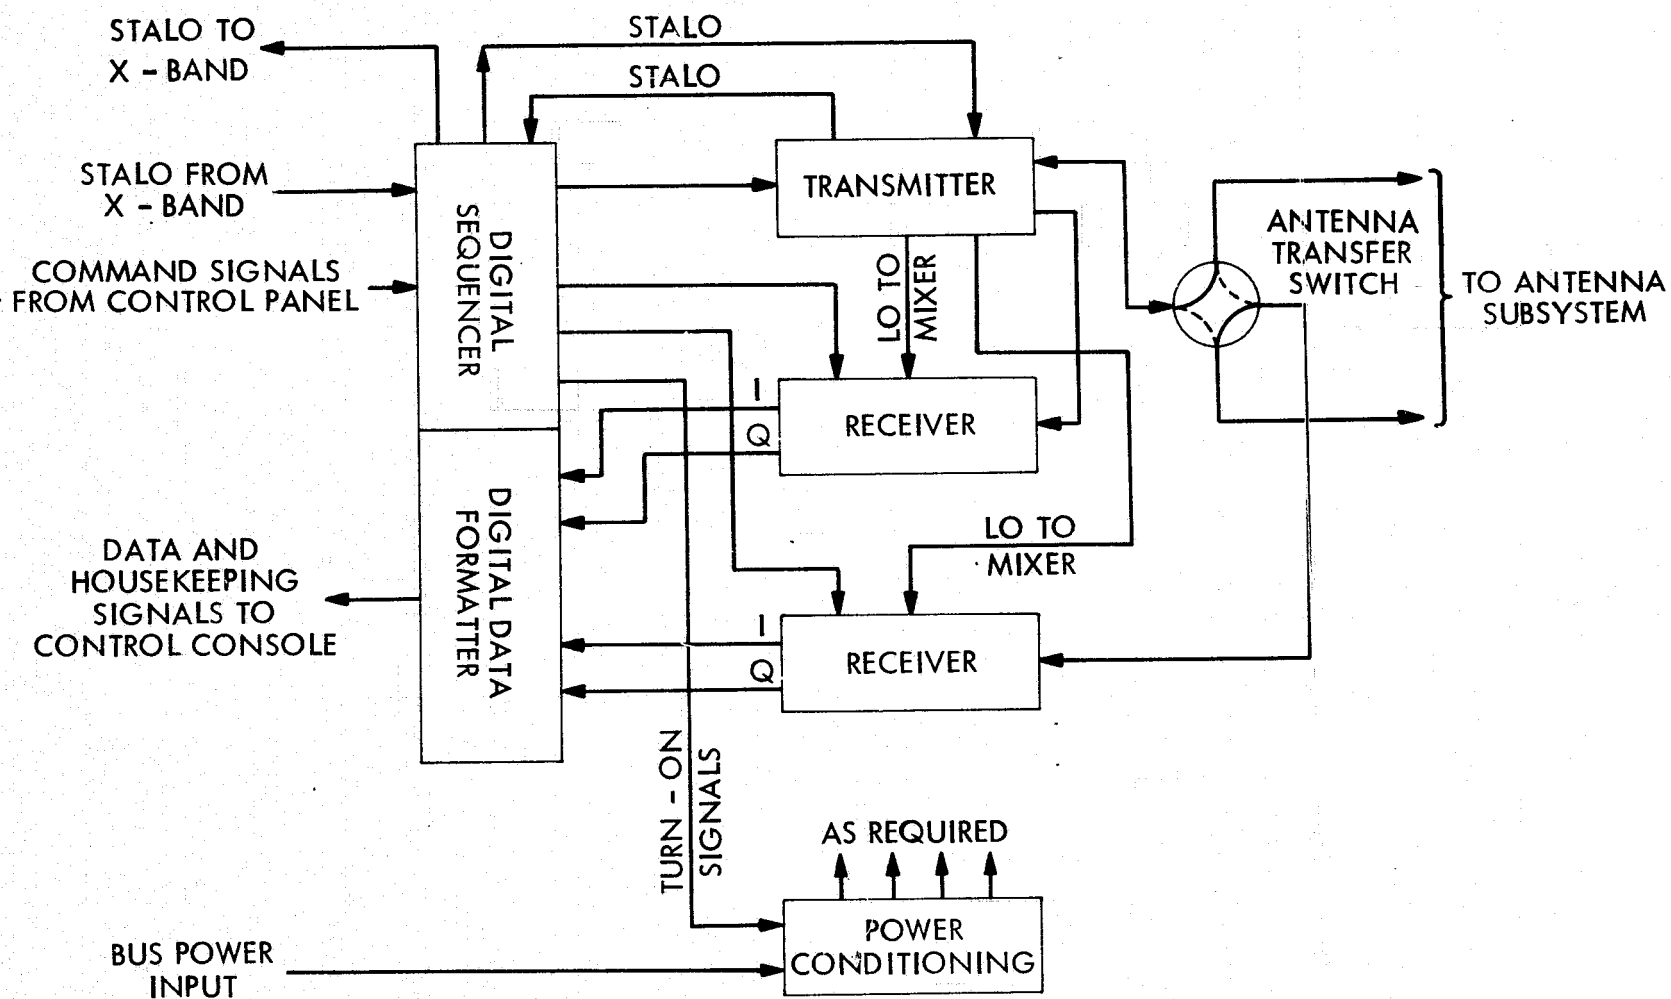 STALO TO
X - BAND
STALO
STALO
STALO FROM
X - BAND
COMMAND SIGNALS
FROM CONTROL PANEL
DIGITAL
SEQUENCER
TRANSMITTER
LO TO
MIXER
ANTENNA
TRANSFER
SWITCH
TO ANTENNA
SUBSYSTEM
I
Q
RECEIVER
DIGITAL DATA
FORMATTER
DATA AND
HOUSEKEEPING
SIGNALS TO
CONTROL CONSOLE
LO TO
MIXER
I
Q
RECEIVER
TURN - ON
SIGNALS
AS REQUIRED
POWER
CONDITIONING
BUS POWER
INPUT